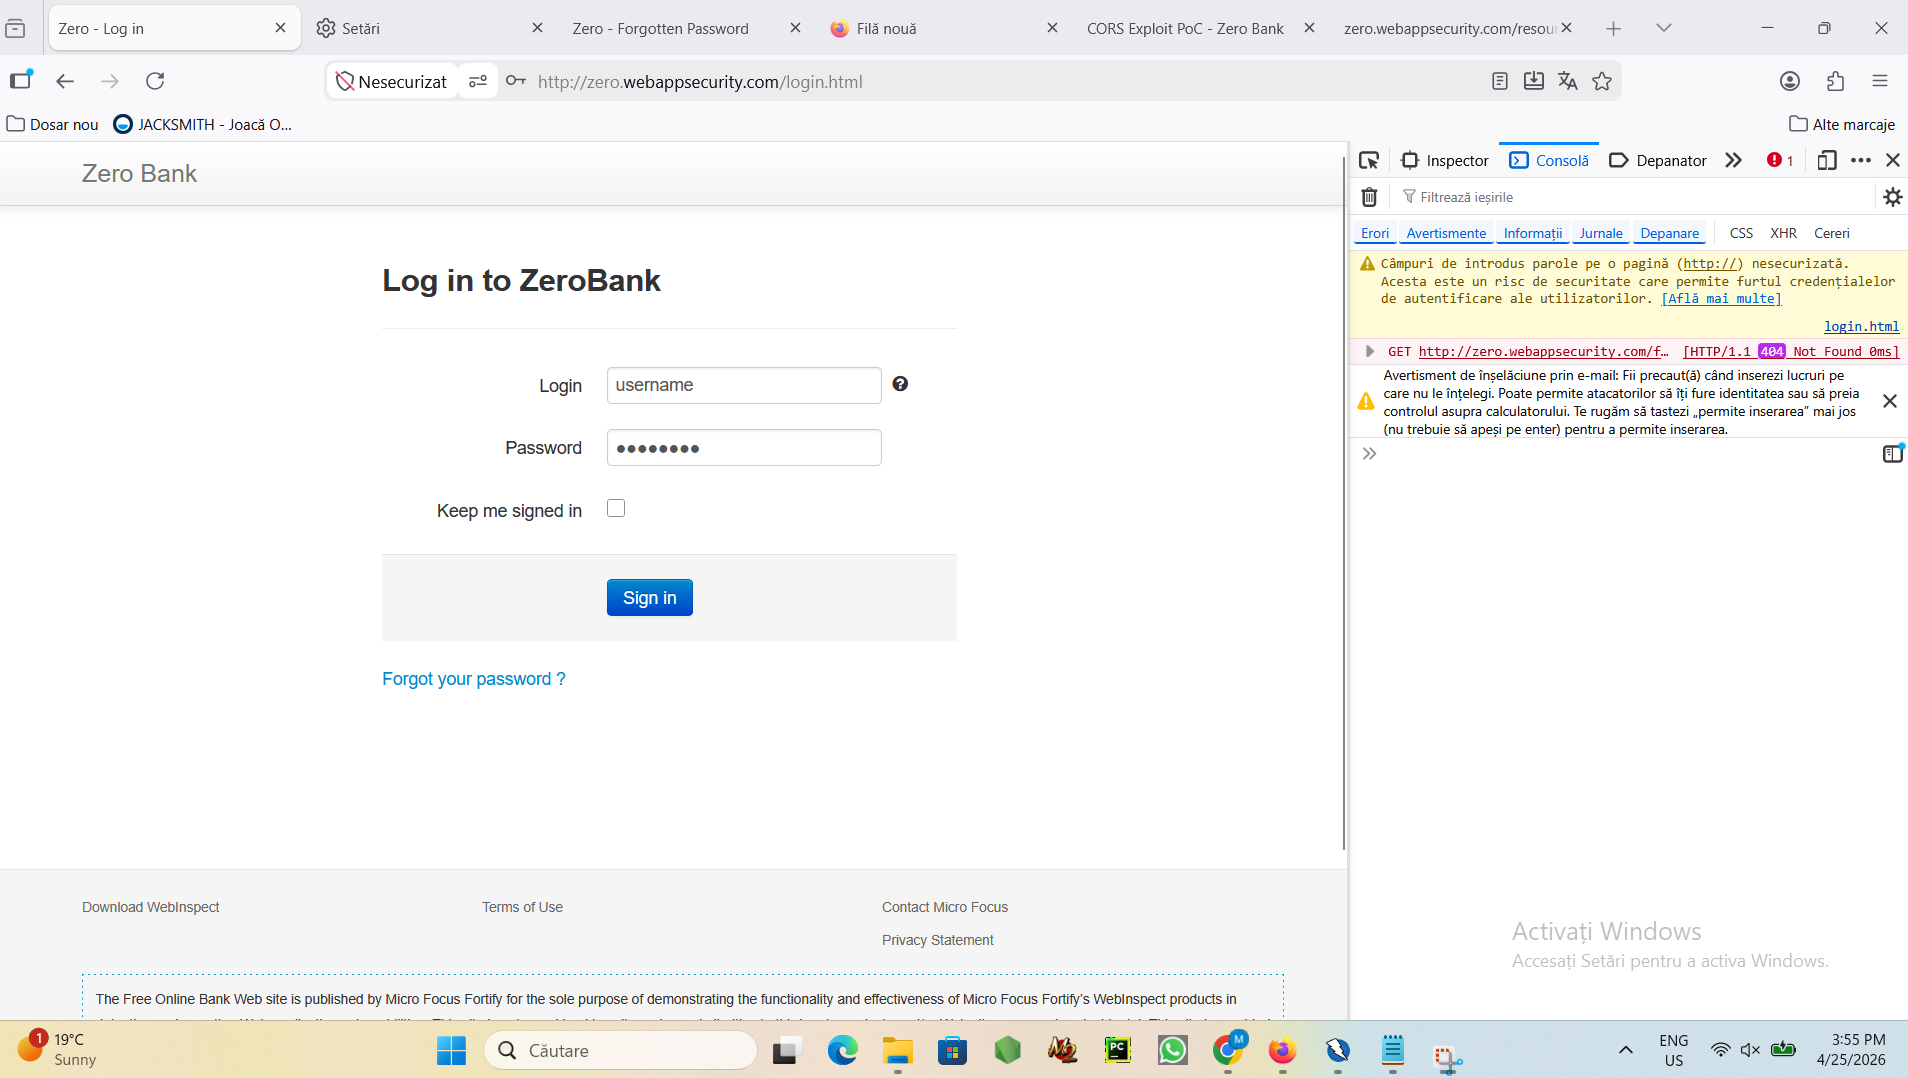 Zero - Log in
Setări
Zero - Forgotten Password
Filă nouă
CORS Exploit PoC - Zero Bank
zero.webappsecurity.com/resou
Nesecurizat
http://zero.webappsecurity.com/login.html
Dosar nou
JACKSMITH - Joacă O...
Alte marcaje
Zero Bank
Log in to ZeroBank
Login
username
Password
Keep me signed in
Sign in
Forgot your password ?
Download WebInspect
Terms of Use
Contact Micro Focus
Privacy Statement
The Free Online Bank Web site is published by Micro Focus Fortify for the sole purpose of demonstrating the functionality and effectiveness of Micro Focus Fortify's WebInspect products in
Inspector
Consolă
Depanator
1
Filtrează ieșirile
Erori
Avertismente
Informații
Jurnale
Depanare
CSS
XHR
Cereri
Câmpuri de introdus parole pe o pagină (http://) nesecurizată.
Acesta este un risc de securitate care permite furtul credențialelor
de autentificare ale utilizatorilor. [Află mai multe]
login.html
GET http://zero.webappsecurity.com/f… [HTTP/1.1 404 Not Found 0ms]
Avertisment de înșelăciune prin e-mail: Fii precaut(ă) când inserezi lucruri pe
care nu le înțelegi. Poate permite atacatorilor să îți fure identitatea sau să preia
controlul asupra calculatorului. Te rugăm să tastezi „permite inserarea” mai jos
(nu trebuie să apeși pe enter) pentru a permite inserarea.
Activați Windows
Accesați Setări pentru a activa Windows.
1
19°C
Sunny
Căutare
M2
PC
M
ENG
US
3:55 PM
4/25/2026